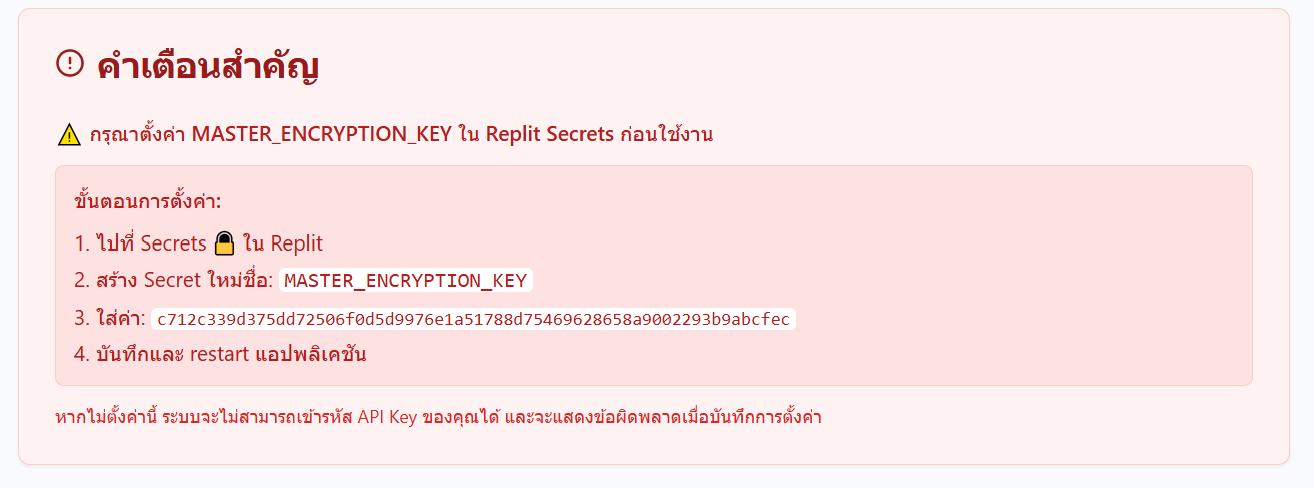 คำเตือนสำคัญ
⚠️ กรุณาตั้งค่า MASTER_ENCRYPTION_KEY ใน Replit Secrets ก่อนใช้งาน
ขั้นตอนการตั้งค่า:
1. ไปที่ Secrets 🔒 ใน Replit
2. สร้าง Secret ใหม่ชื่อ: MASTER_ENCRYPTION_KEY
3. ใส่ค่า: c712c339d375dd72506f0d5d9976e1a51788d75469628658a9002293b9abcfec
4. บันทึกและ restart แอปพลิเคชัน
หากไม่ตั้งค่านี้ ระบบจะไม่สามารถเข้ารหัส API Key ของคุณได้ และจะแสดงข้อผิดพลาดเมื่อบันทึกการตั้งค่า